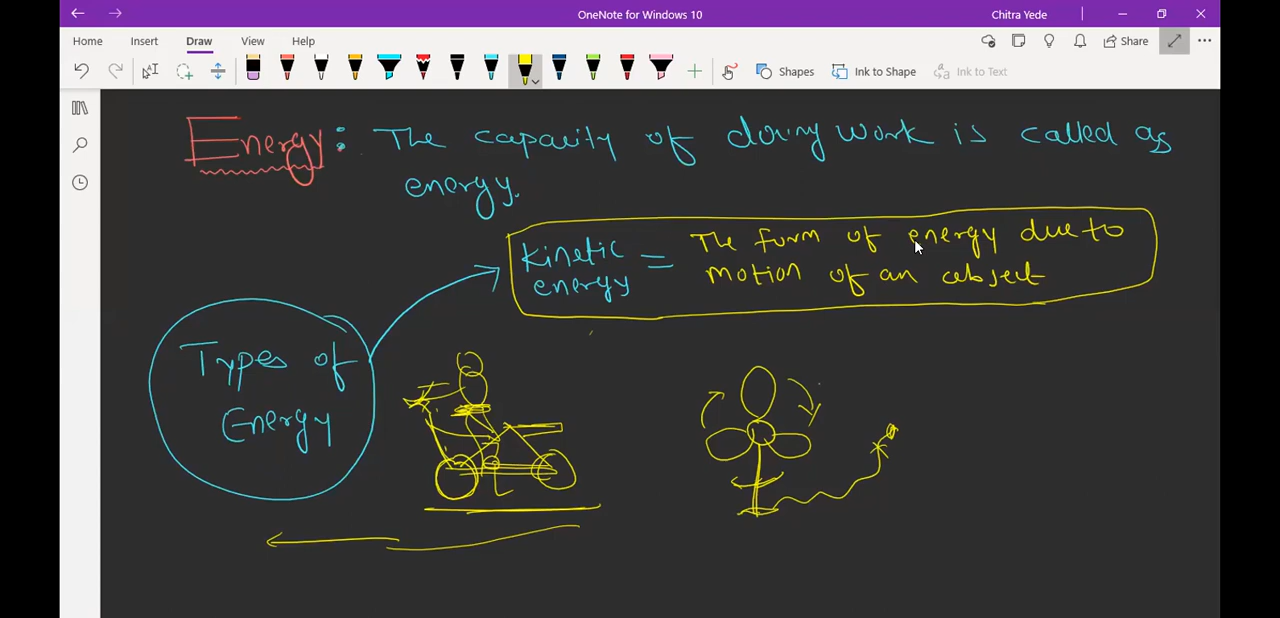 OneNote for Windows 10
Chitra Yede
Home Insert Draw View Help
Share
Shapes Ink to Shape Ink to Text
Energy: The capacity of doing work is called as
energy.
Kinetic energy = The form of energy due to
motion of an object
Types of
Energy